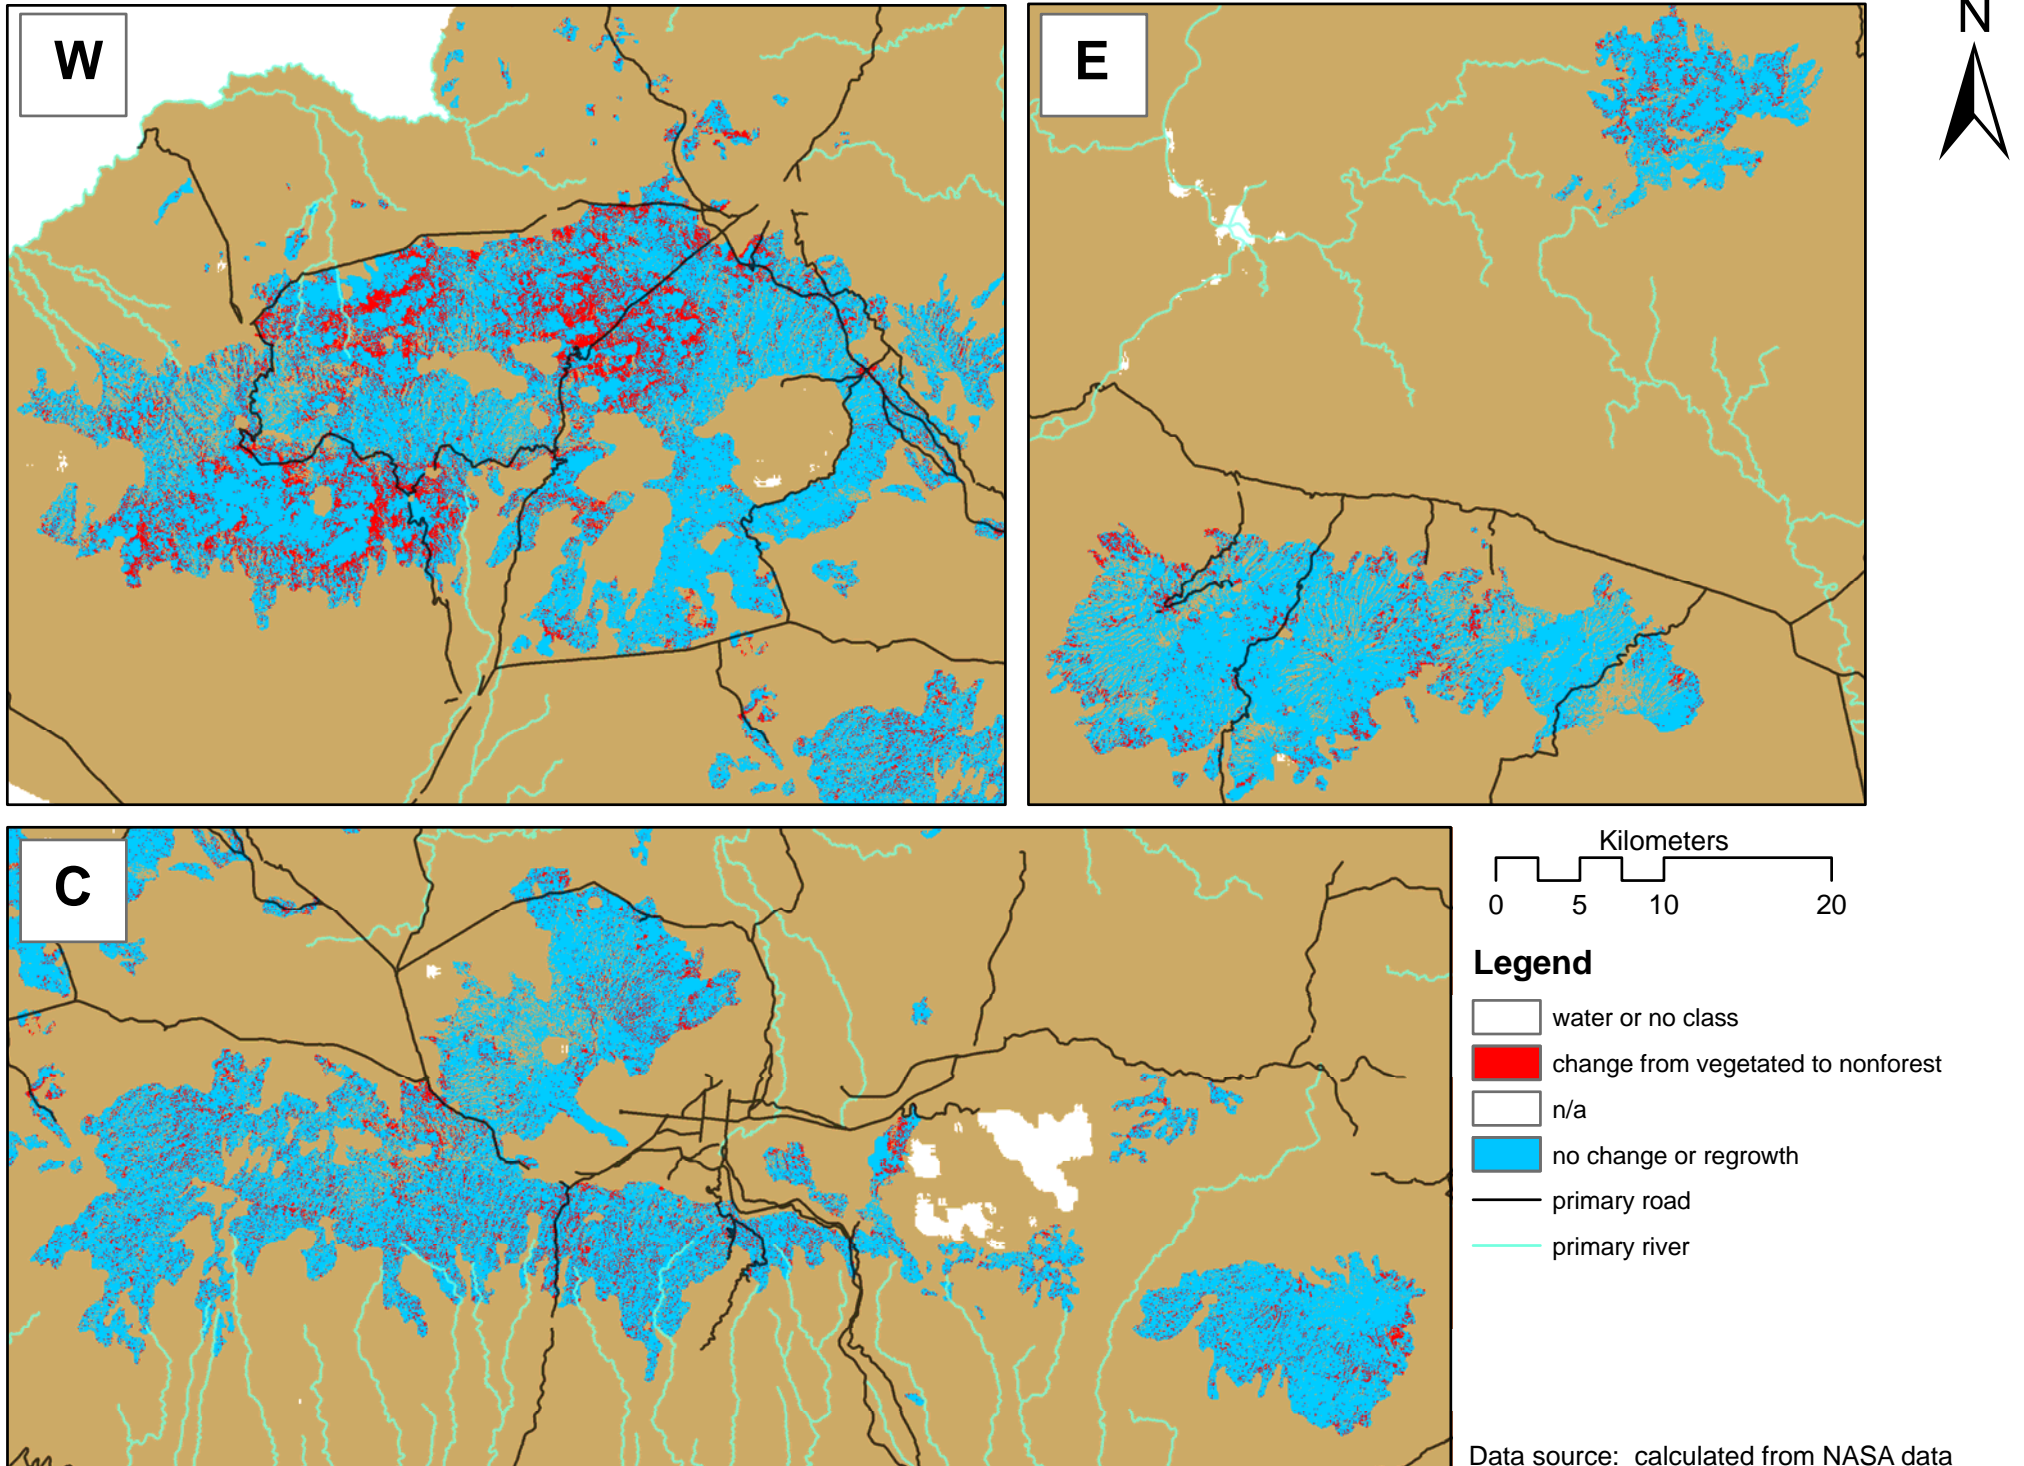 W
E
N
C
Kilometers
0 5 10 20
Legend
water or no class
change from vegetated to nonforest
n/a
no change or regrowth
primary road
primary river
Data source: calculated from NASA data